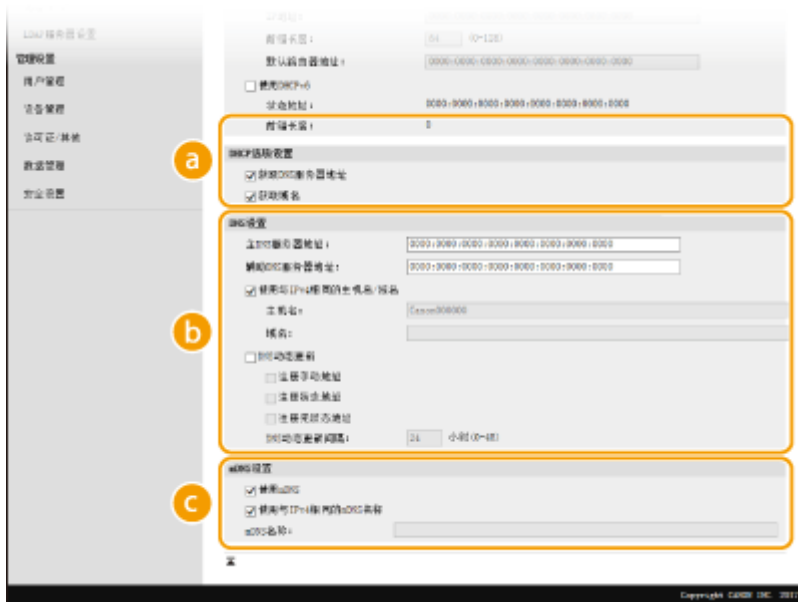 LDAP服务器设置
管理设置
用户管理
设备管理
许可证/其他
数据管理
安全设置
前缀长度: 64 (0-128)
默认路由器地址: 0000:0000:0000:0000:0000:0000:0000:0000
使用DHCPv6
状态地址: 0000:0000:0000:0000:0000:0000:0000:0000
前缀长度: 0
a
DHCP选项设置
获取DNS服务器地址
获取域名
b
DNS设置
主DNS服务器地址: 0000:0000:0000:0000:0000:0000:0000:0000
辅助DNS服务器地址: 0000:0000:0000:0000:0000:0000:0000:0000
使用与IPv4相同的主机名/域名
主机名: Canon000000
域名:
DNS动态更新
注册手动地址
注册状态地址
注册无状态地址
DNS动态更新间隔: 24 小时(0-48)
c
mDNS设置
使用mDNS
使用与IPv4相同的mDNS名称
mDNS名称:
Copyright CANON INC. 201